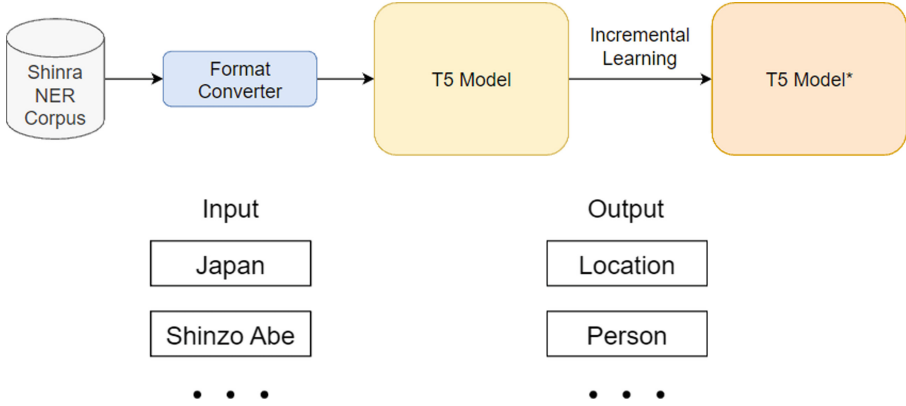 Shinra
NER
Corpus
Format
Converter
T5 Model
Incremental
Learning
T5 Model*
Input
Output
Japan
Location
Shinzo Abe
Person
• • •
• • •